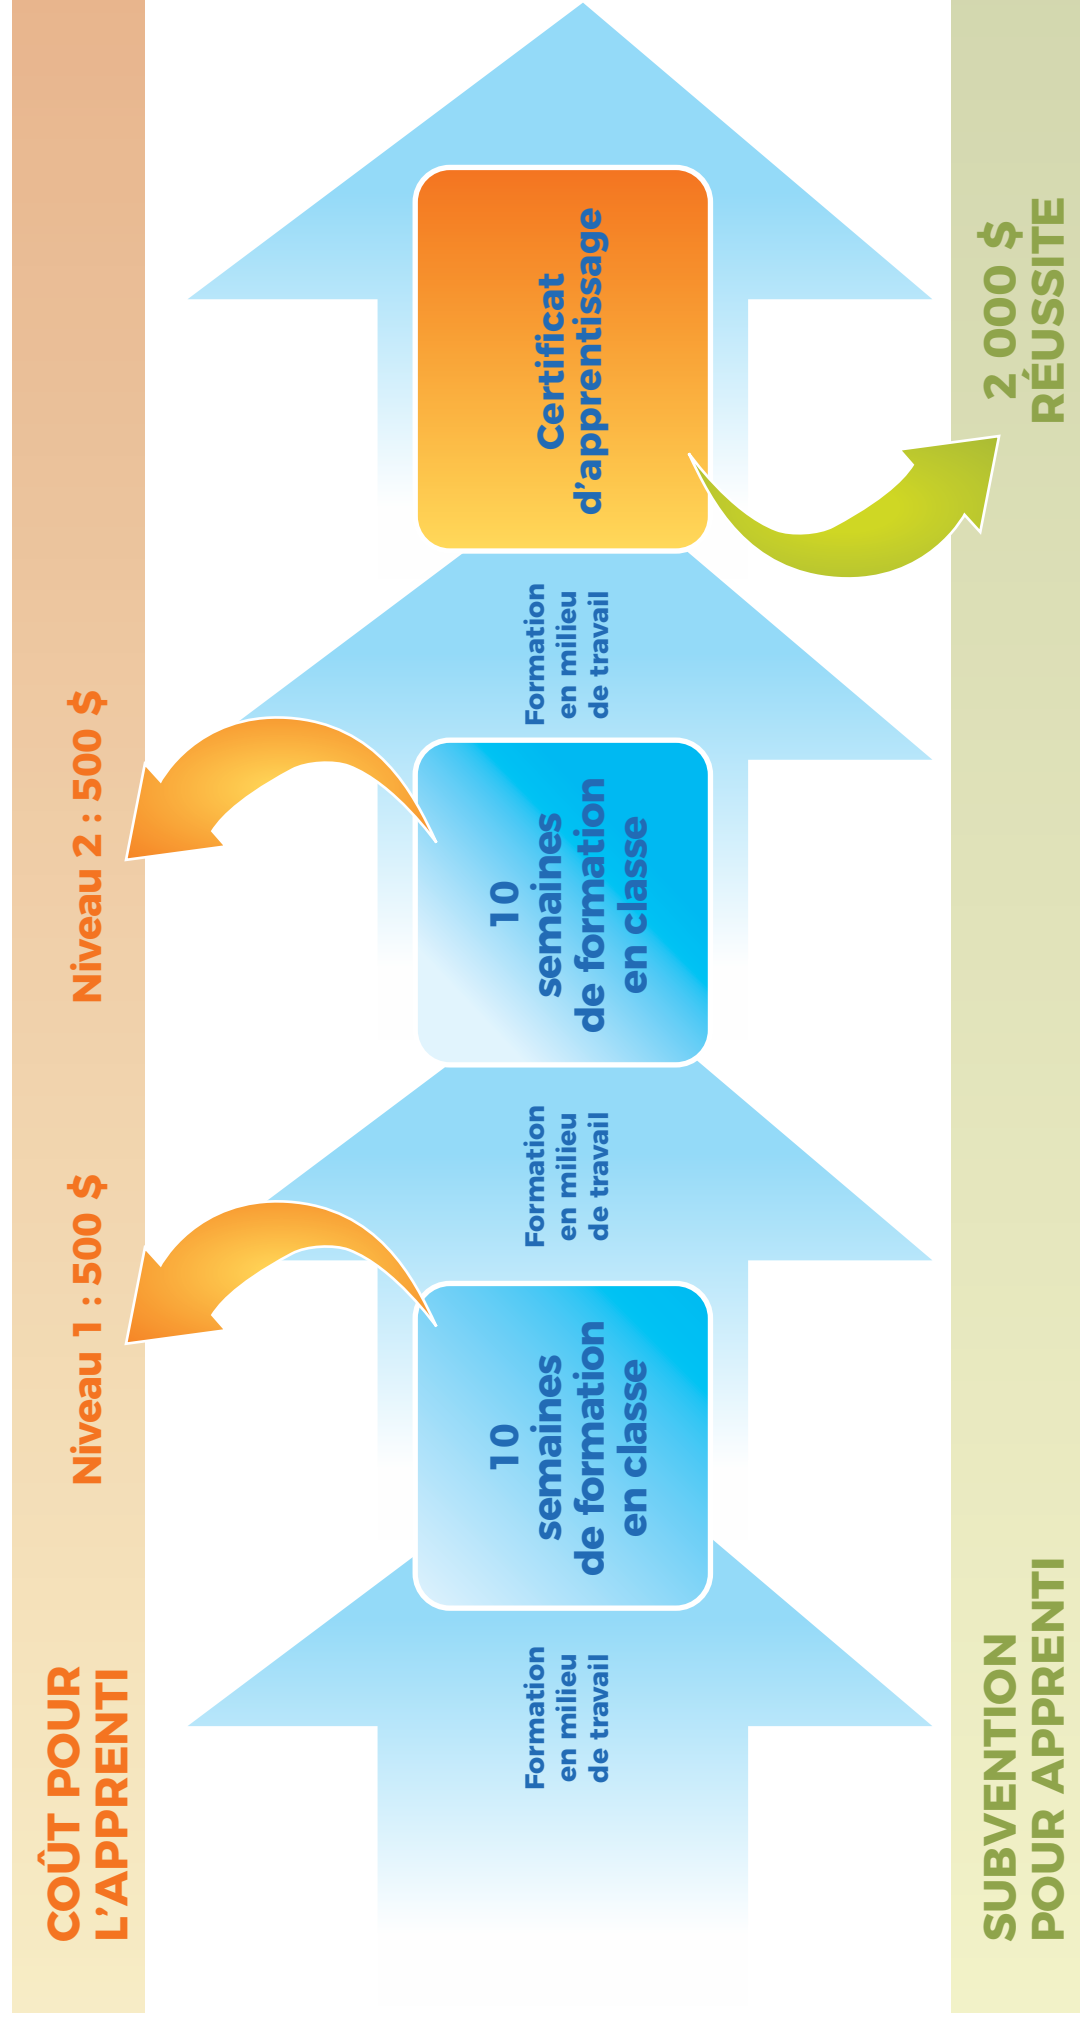 COÛT POUR
L'APPRENTI
Niveau 1 : 500 $
Niveau 2 : 500 $
Formation
en milieu
de travail
10
semaines
de formation
en classe
Formation
en milieu
de travail
10
semaines
de formation
en classe
Formation
en milieu
de travail
Certificat
d'apprentissage
SUBVENTION
POUR APPRENTI
2 000 $
RÉUSSITE